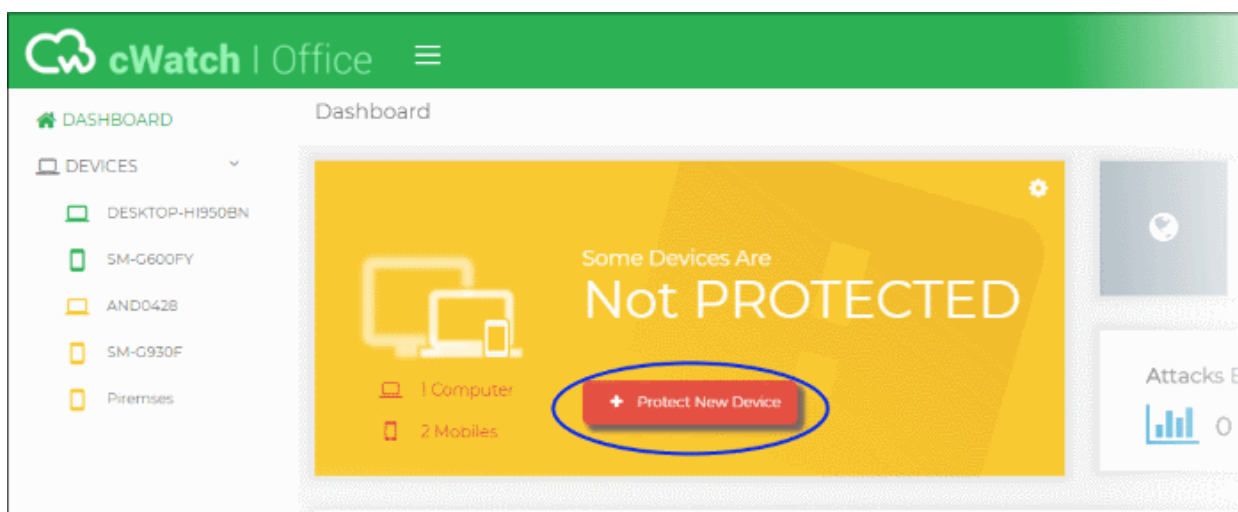 cWatch | Office
DASHBOARD
DEVICES
DESKTOP-HI950BN
SM-G600FY
AND0428
SM-G930F
Piremses
Dashboard
Some Devices Are
Not PROTECTED
1 Computer
2 Mobiles
+ Protect New Device
Attacks
0